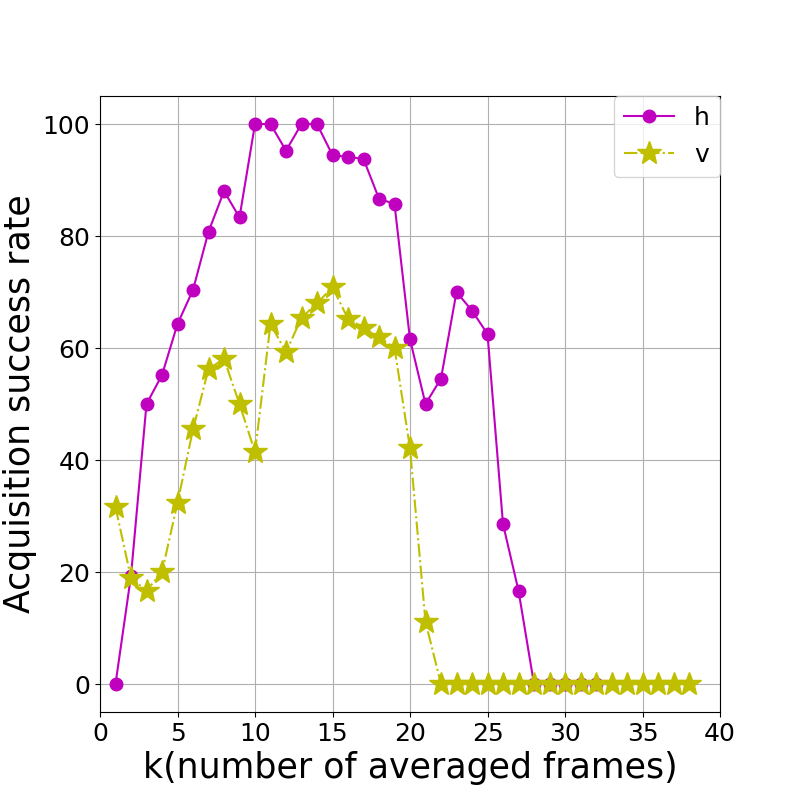 h
v
100
80
60
40
20
0
Acquisition success rate
0 5 10 15 20 25 30 35 40
k(number of averaged frames)